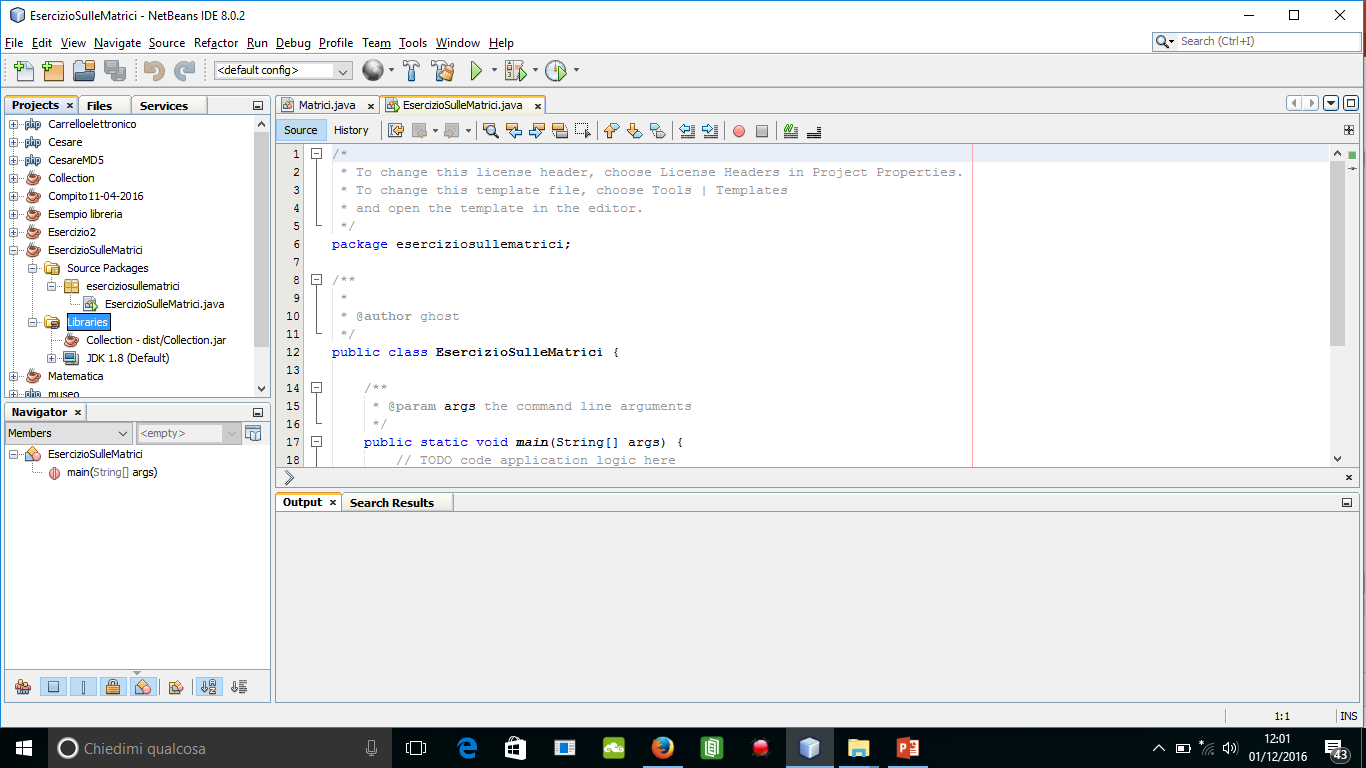 EsercizioSulleMatrici - NetBeans IDE 8.0.2
File Edit View Navigate Source Refactor Run Debug Profile Team Tools Window Help
Search (Ctrl+I)
<default config>
Projects Files Services
Carrelloelettronico
Cesare
CesareMD5
Collection
Compito11-04-2016
Esempio libreria
Esercizio2
EsercizioSulleMatrici
Source Packages
eserciziosullematrici
EsercizioSulleMatrici.java
Libraries
Collection - dist/Collection.jar
JDK 1.8 (Default)
Matematica
museo
Navigator
Members <empty>
EsercizioSulleMatrici
main(String[] args)
Matrici.java EsercizioSulleMatrici.java
Source History
1 /*
2 * To change this license header, choose License Headers in Project Properties.
3 * To change this template file, choose Tools | Templates
4 * and open the template in the editor.
5 */
6 package eserciziosullematrici;
7
8 /**
9 *
10 * @author ghost
11 */
12 public class EsercizioSulleMatrici {
13
14 /**
15 * @param args the command line arguments
16 */
17 public static void main(String[] args) {
18 // TODO code application logic here
Output Search Results
1:1 INS
Chiedimi qualcosa
12:01
01/12/2016
43